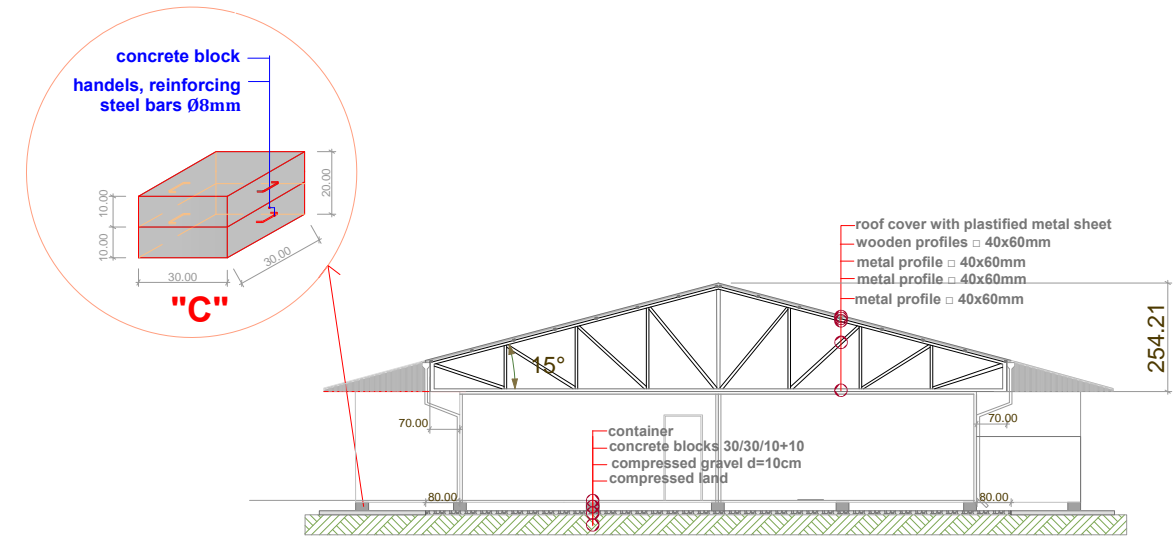 concrete block
handels, reinforcing
steel bars Ø8mm
10.00
10.00
20.00
30.00
30.00
"C"
roof cover with plastified metal sheet
wooden profiles □ 40x60mm
metal profile □ 40x60mm
metal profile □ 40x60mm
metal profile □ 40x60mm
254.21
15°
70.00
70.00
container
concrete blocks 30/30/10+10
compressed gravel d=10cm
compressed land
80.00
80.00